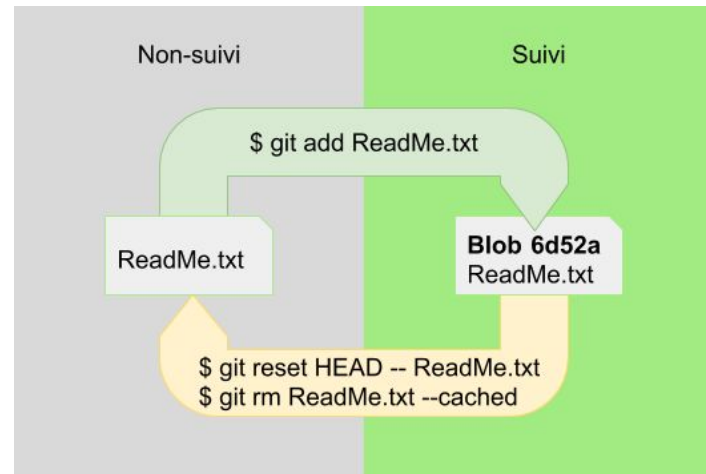 Non-suivi
Suivi
$ git add ReadMe.txt
ReadMe.txt
Blob 6d52a
ReadMe.txt
$ git reset HEAD -- ReadMe.txt
$ git rm ReadMe.txt --cached